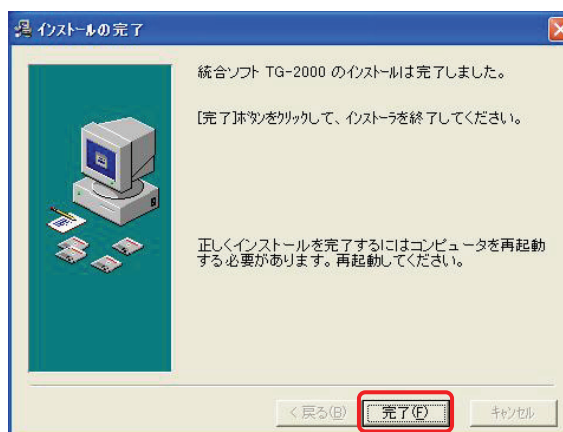 インストールの完了
統合ソフト TG-2000 のインストールは完了しました。
[完了]ボタンをクリックして、インストーラを終了してください。
正しくインストールを完了するにはコンピュータを再起動
する必要があります。再起動してください。
< 戻る(B)
完了(F)
キャンセル